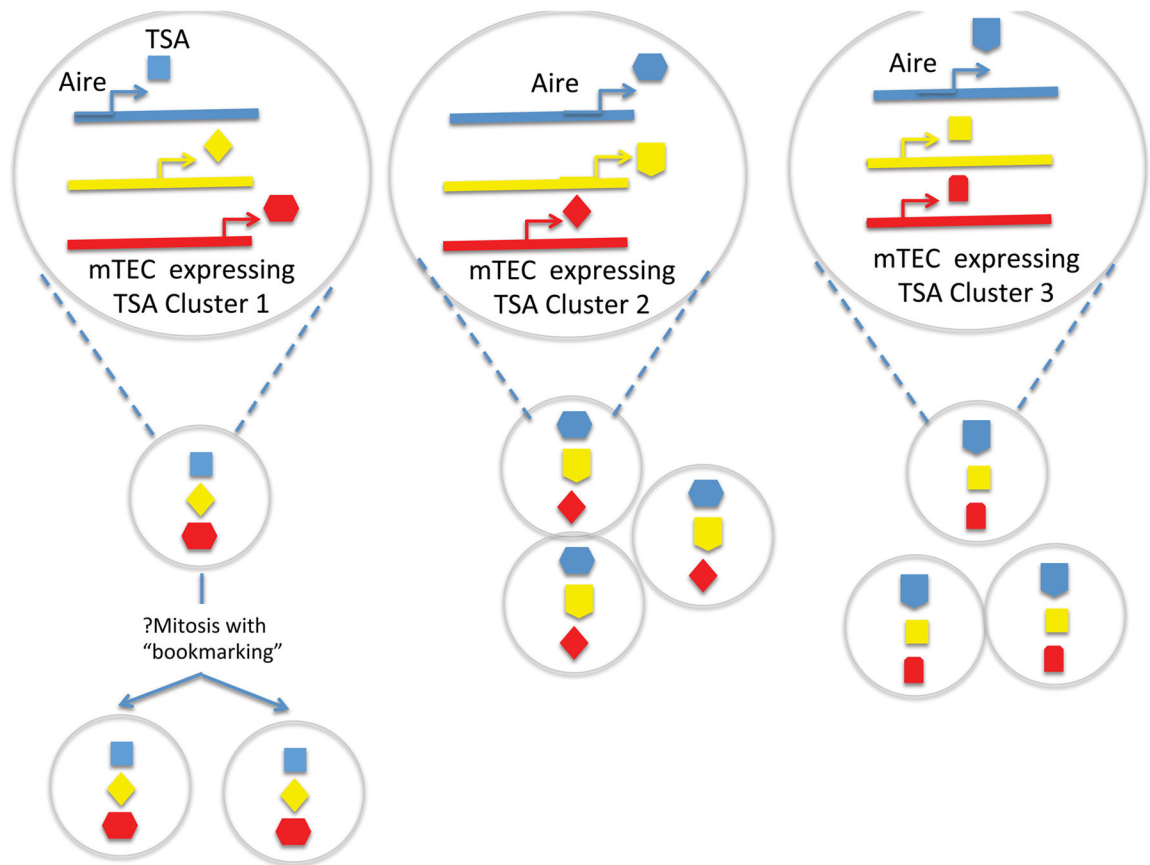 TSA
Aire
mTEC expressing
TSA Cluster 1
Aire
mTEC expressing
TSA Cluster 2
Aire
mTEC expressing
TSA Cluster 3
?Mitosis with
“bookmarking”